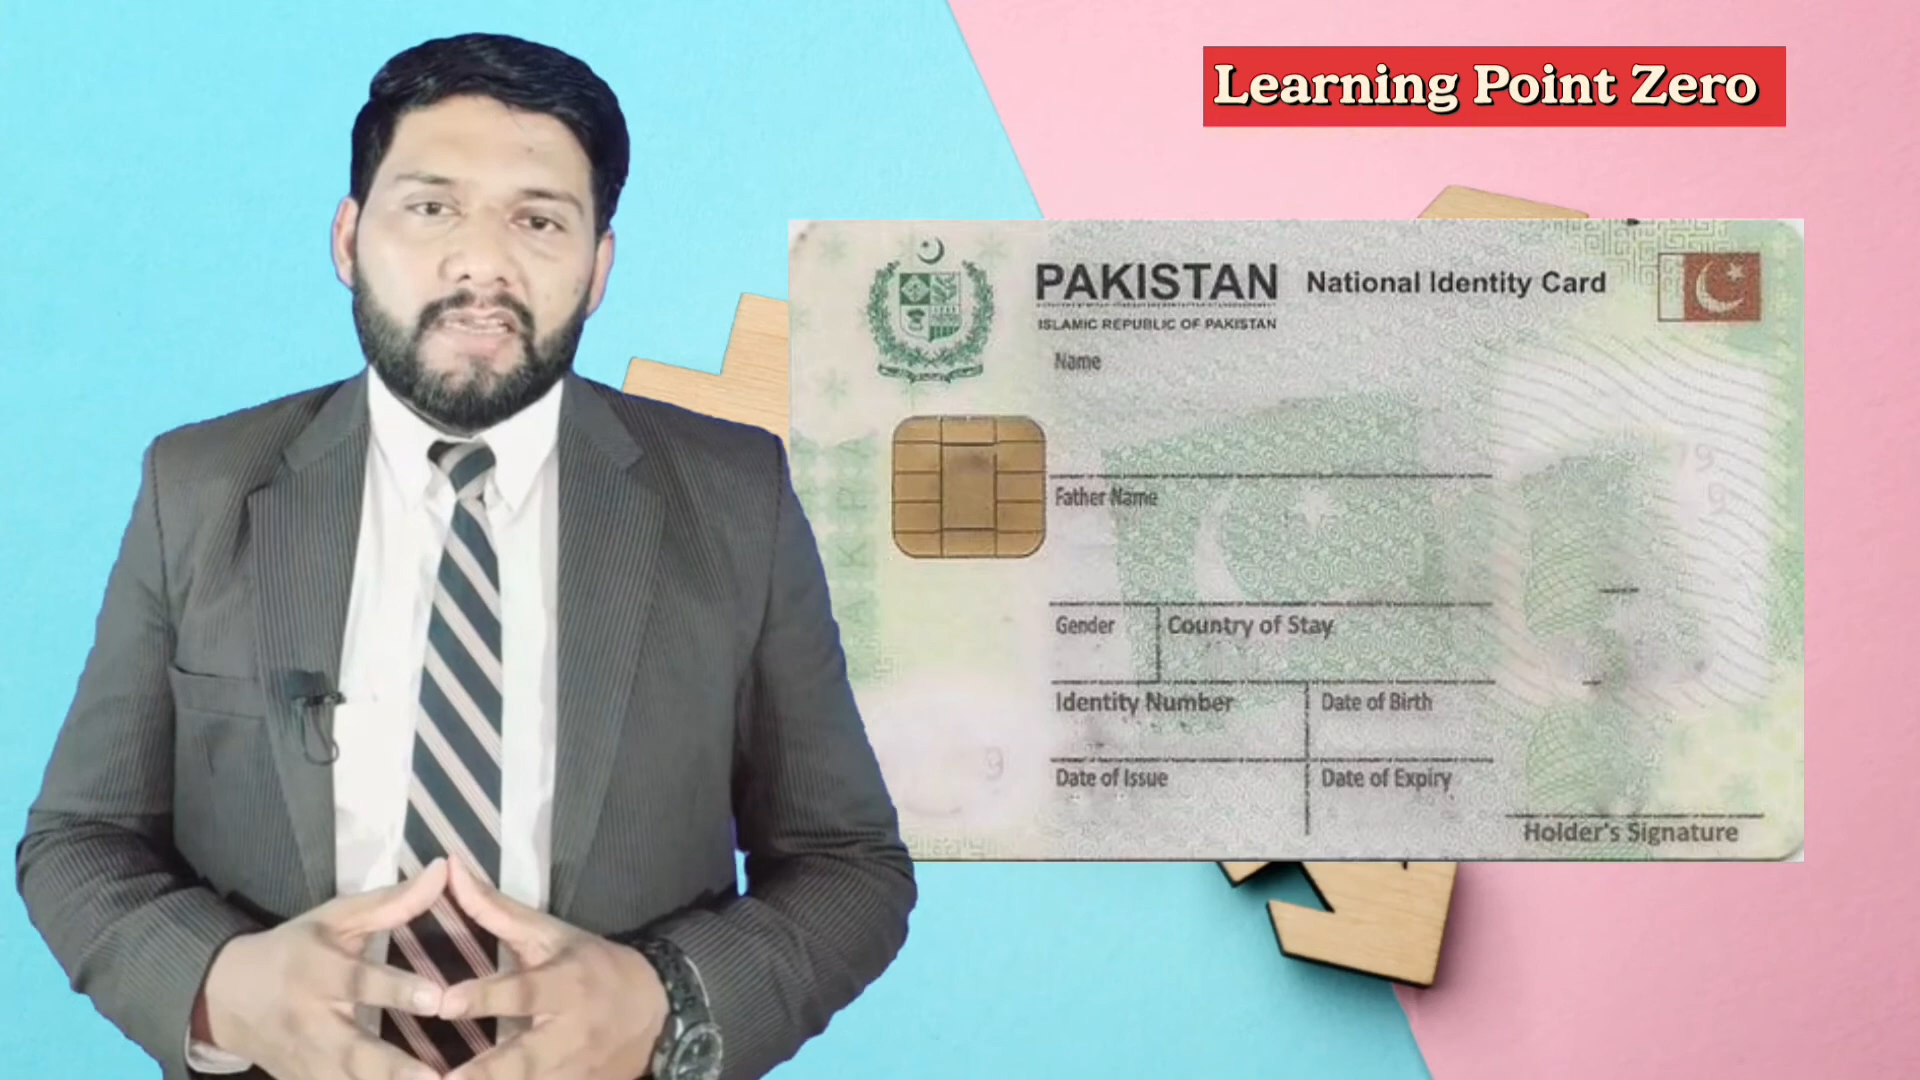 Learning Point Zero
PAKISTAN National Identity Card
ISLAMIC REPUBLIC OF PAKISTAN
Name
Father Name
Gender Country of Stay
Identity Number Date of Birth
Date of Issue Date of Expiry
Holder's Signature